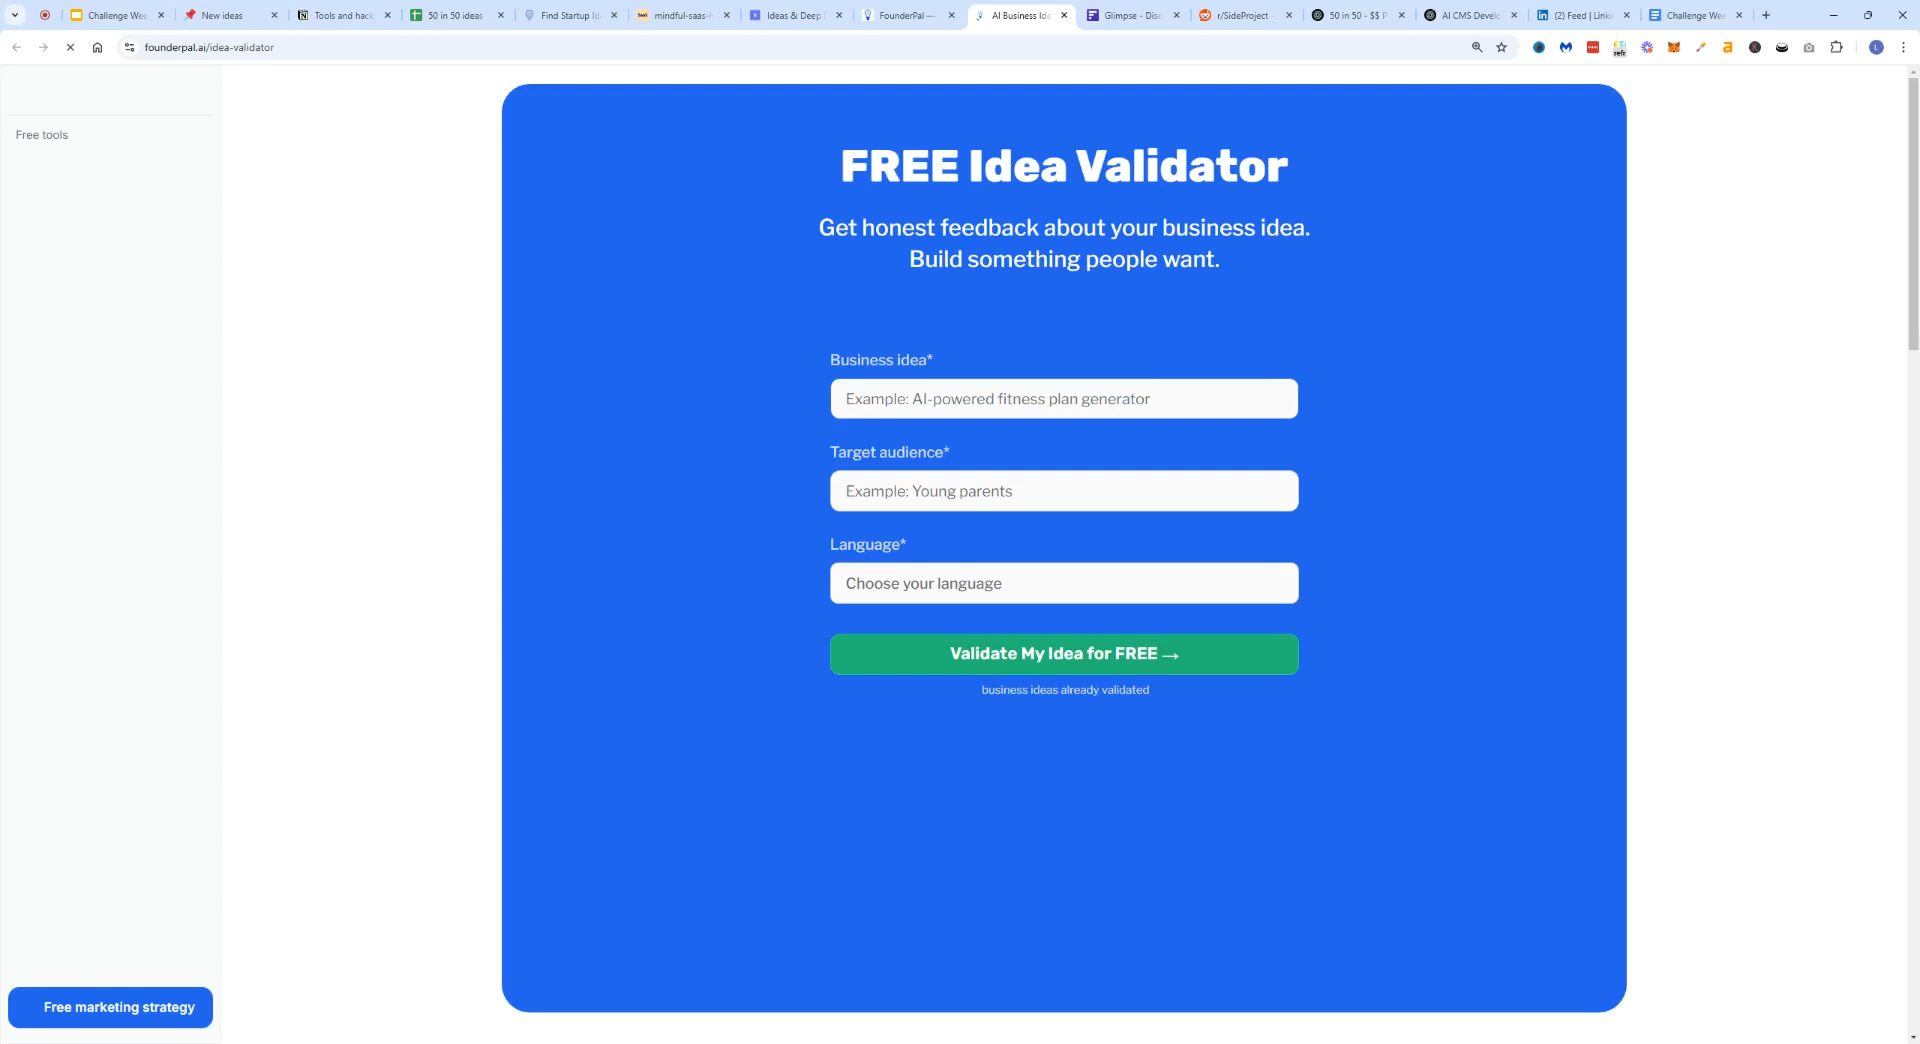 Challenge Wee
New ideas
Tools and hack
50 in 50 ideas
Find Startup Id
mindful-saas-h
Ideas & Deep
FounderPal —
AI Business Ide
Glimpse - Disc
r/SideProject
50 in 50 - $$ P
AI CMS Develo
(2) Feed | Linke
Challenge Wee
founderpal.ai/idea-validator
Free tools
FREE Idea Validator
Get honest feedback about your business idea.
Build something people want.
Business idea*
Example: AI-powered fitness plan generator
Target audience*
Example: Young parents
Language*
Choose your language
Validate My Idea for FREE →
business ideas already validated
Free marketing strategy